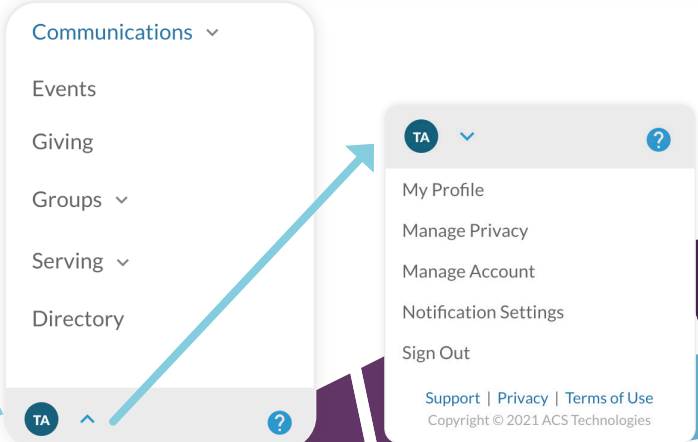 Communications
Events
Giving
Groups
Serving
Directory
TA
?
TA
?
My Profile
Manage Privacy
Manage Account
Notification Settings
Sign Out
Support | Privacy | Terms of Use
Copyright © 2021 ACS Technologies